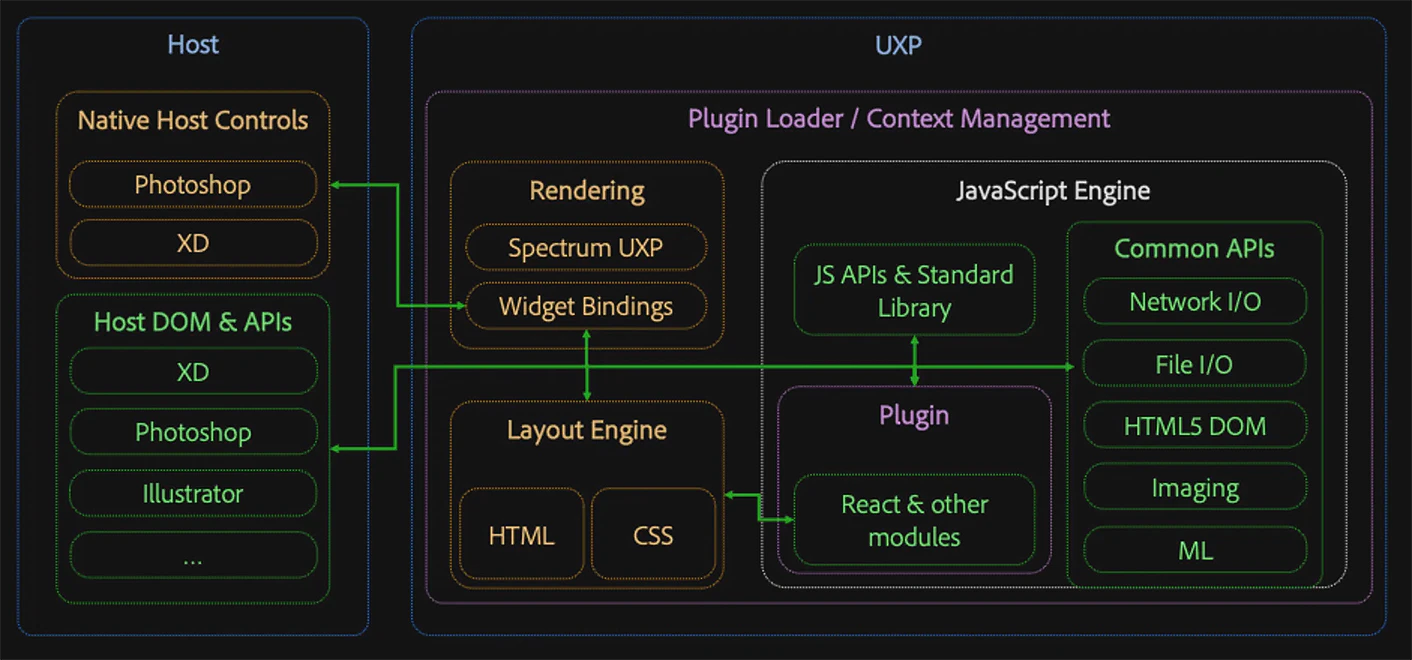 Host
Native Host Controls
Photoshop
XD
Host DOM & APIs
XD
Photoshop
Illustrator
...
UXP
Plugin Loader / Context Management
Rendering
Spectrum UXP
Widget Bindings
Layout Engine
HTML
CSS
JavaScript Engine
JS APIs & Standard
Library
Plugin
React & other
modules
Common APIs
Network I/O
File I/O
HTML5 DOM
Imaging
ML